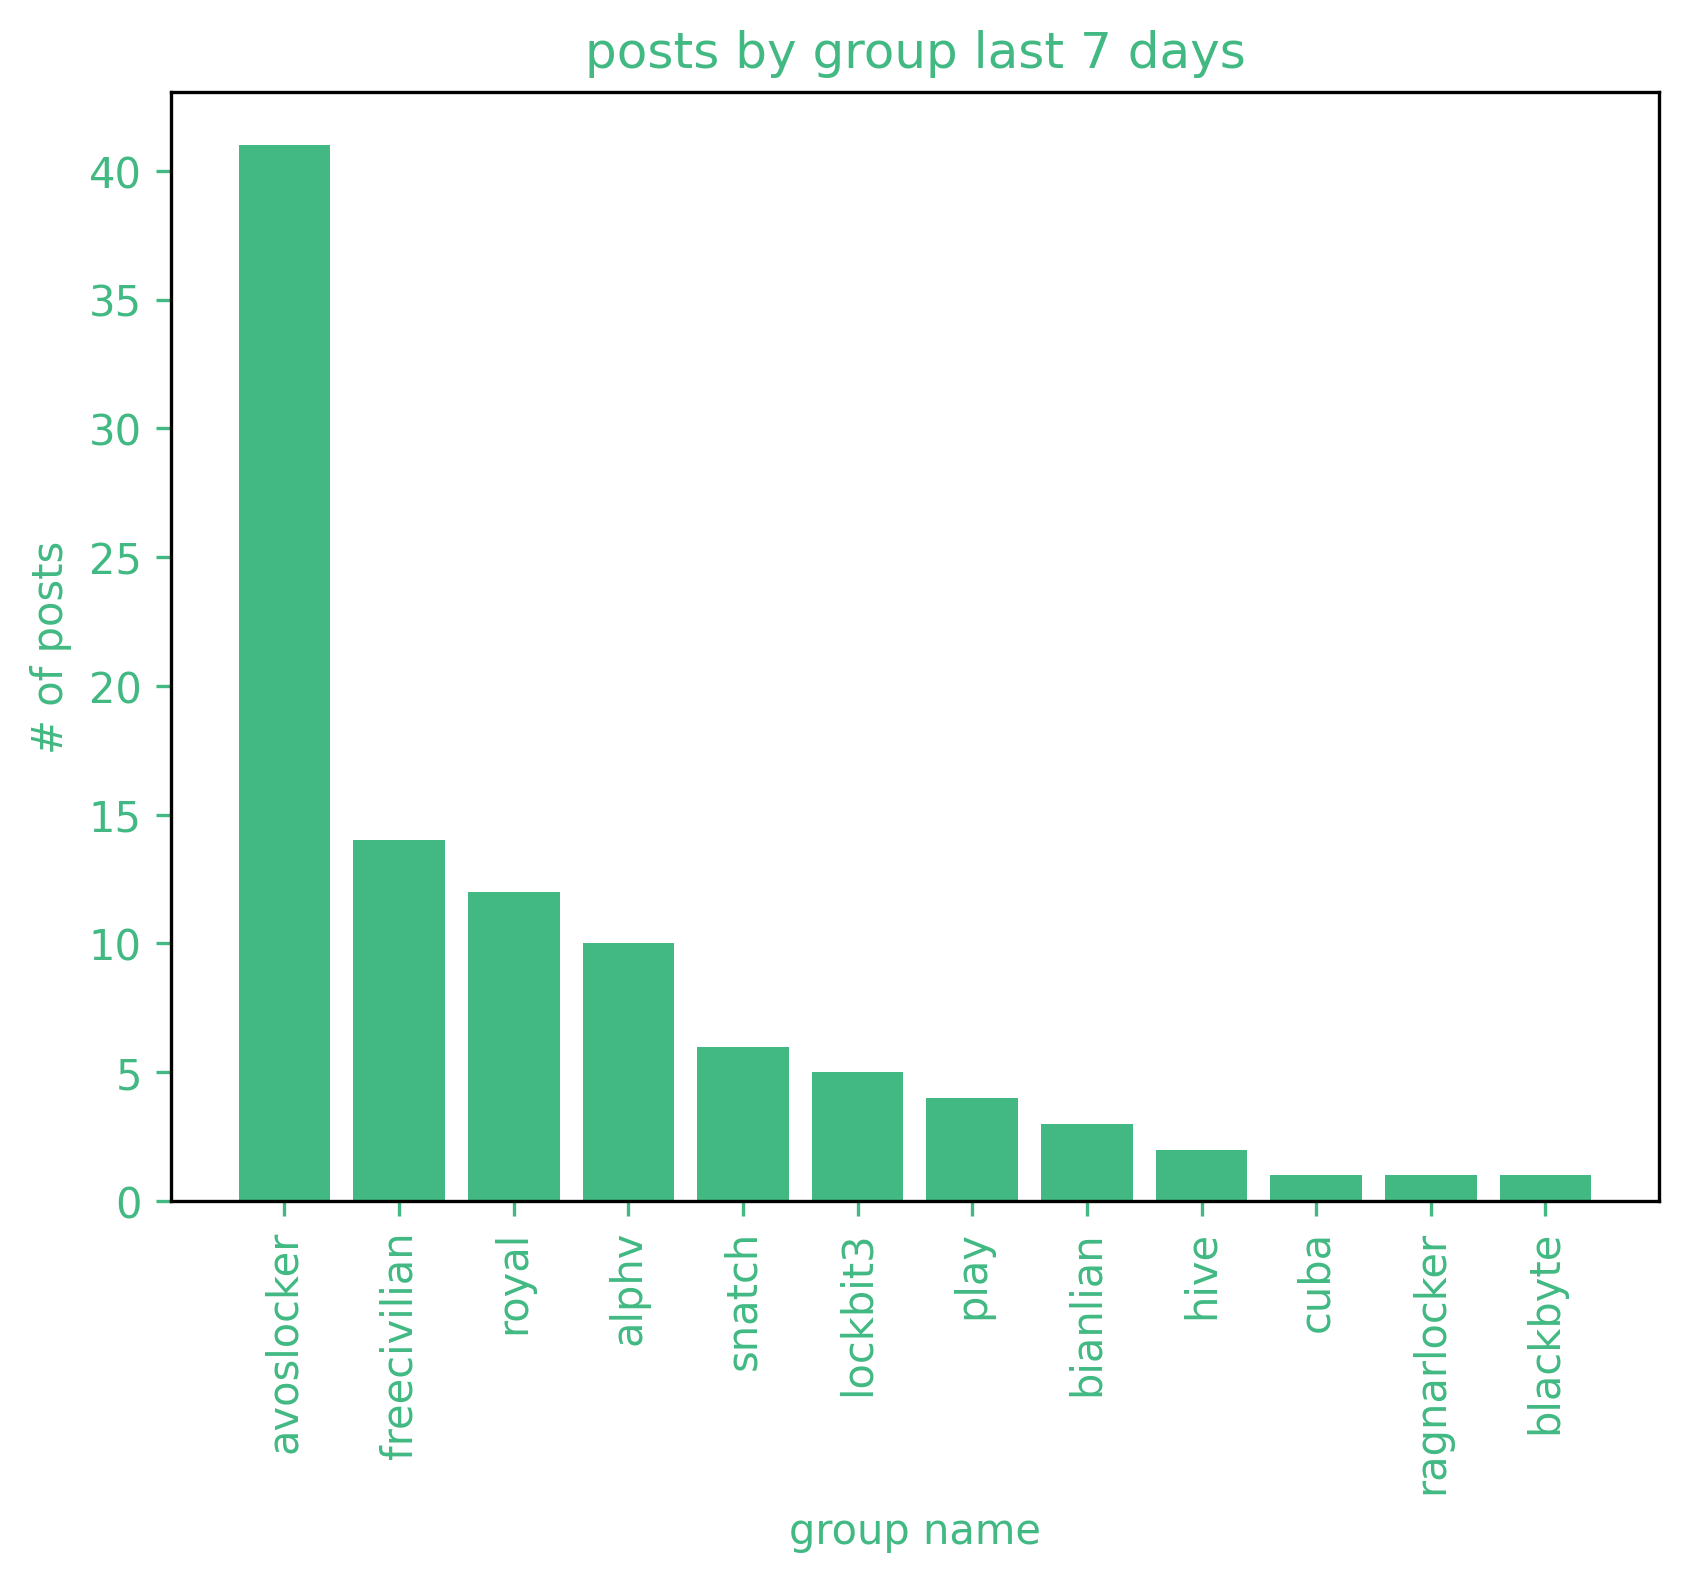 posts by group last 7 days
# of posts
40
35
30
25
20
15
10
5
0
avoslocker
freecivilian
royal
alphv
snatch
lockbit3
play
bianlian
hive
cuba
ragnarlocker
blackbyte
group name